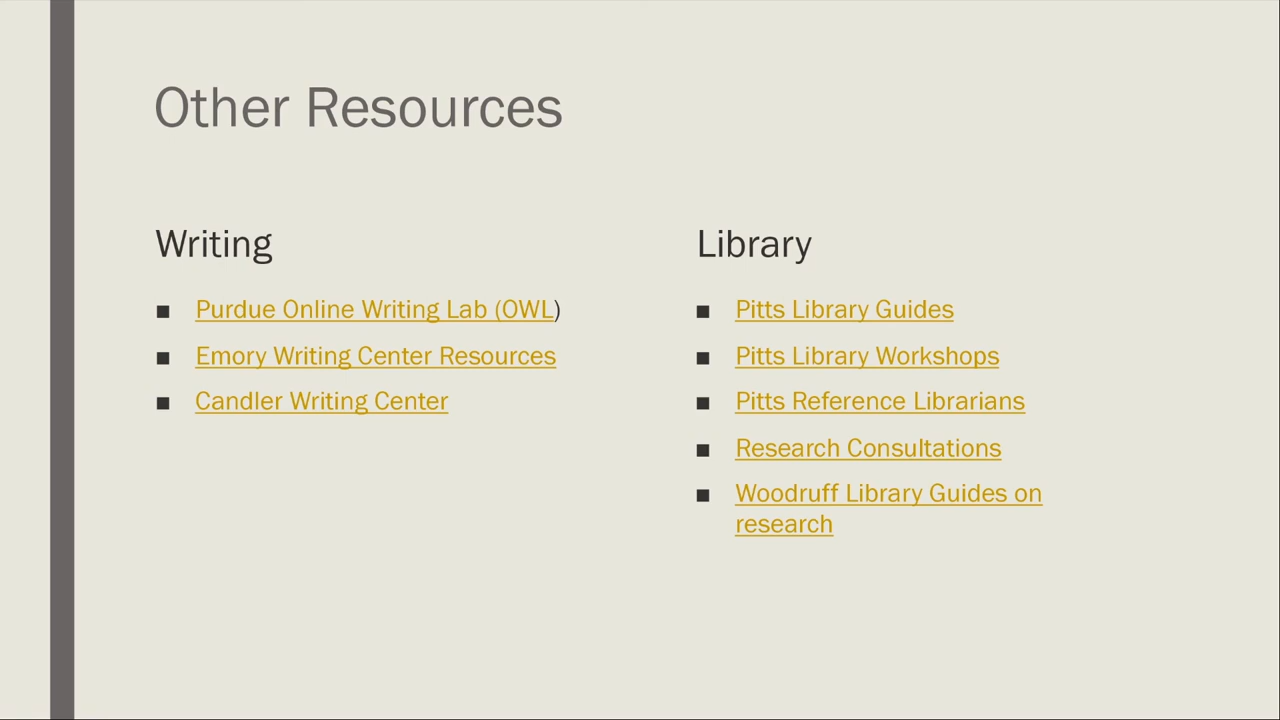 Other Resources
Writing
■ Purdue Online Writing Lab (OWL)
■ Emory Writing Center Resources
■ Candler Writing Center
Library
■ Pitts Library Guides
■ Pitts Library Workshops
■ Pitts Reference Librarians
■ Research Consultations
■ Woodruff Library Guides on
research